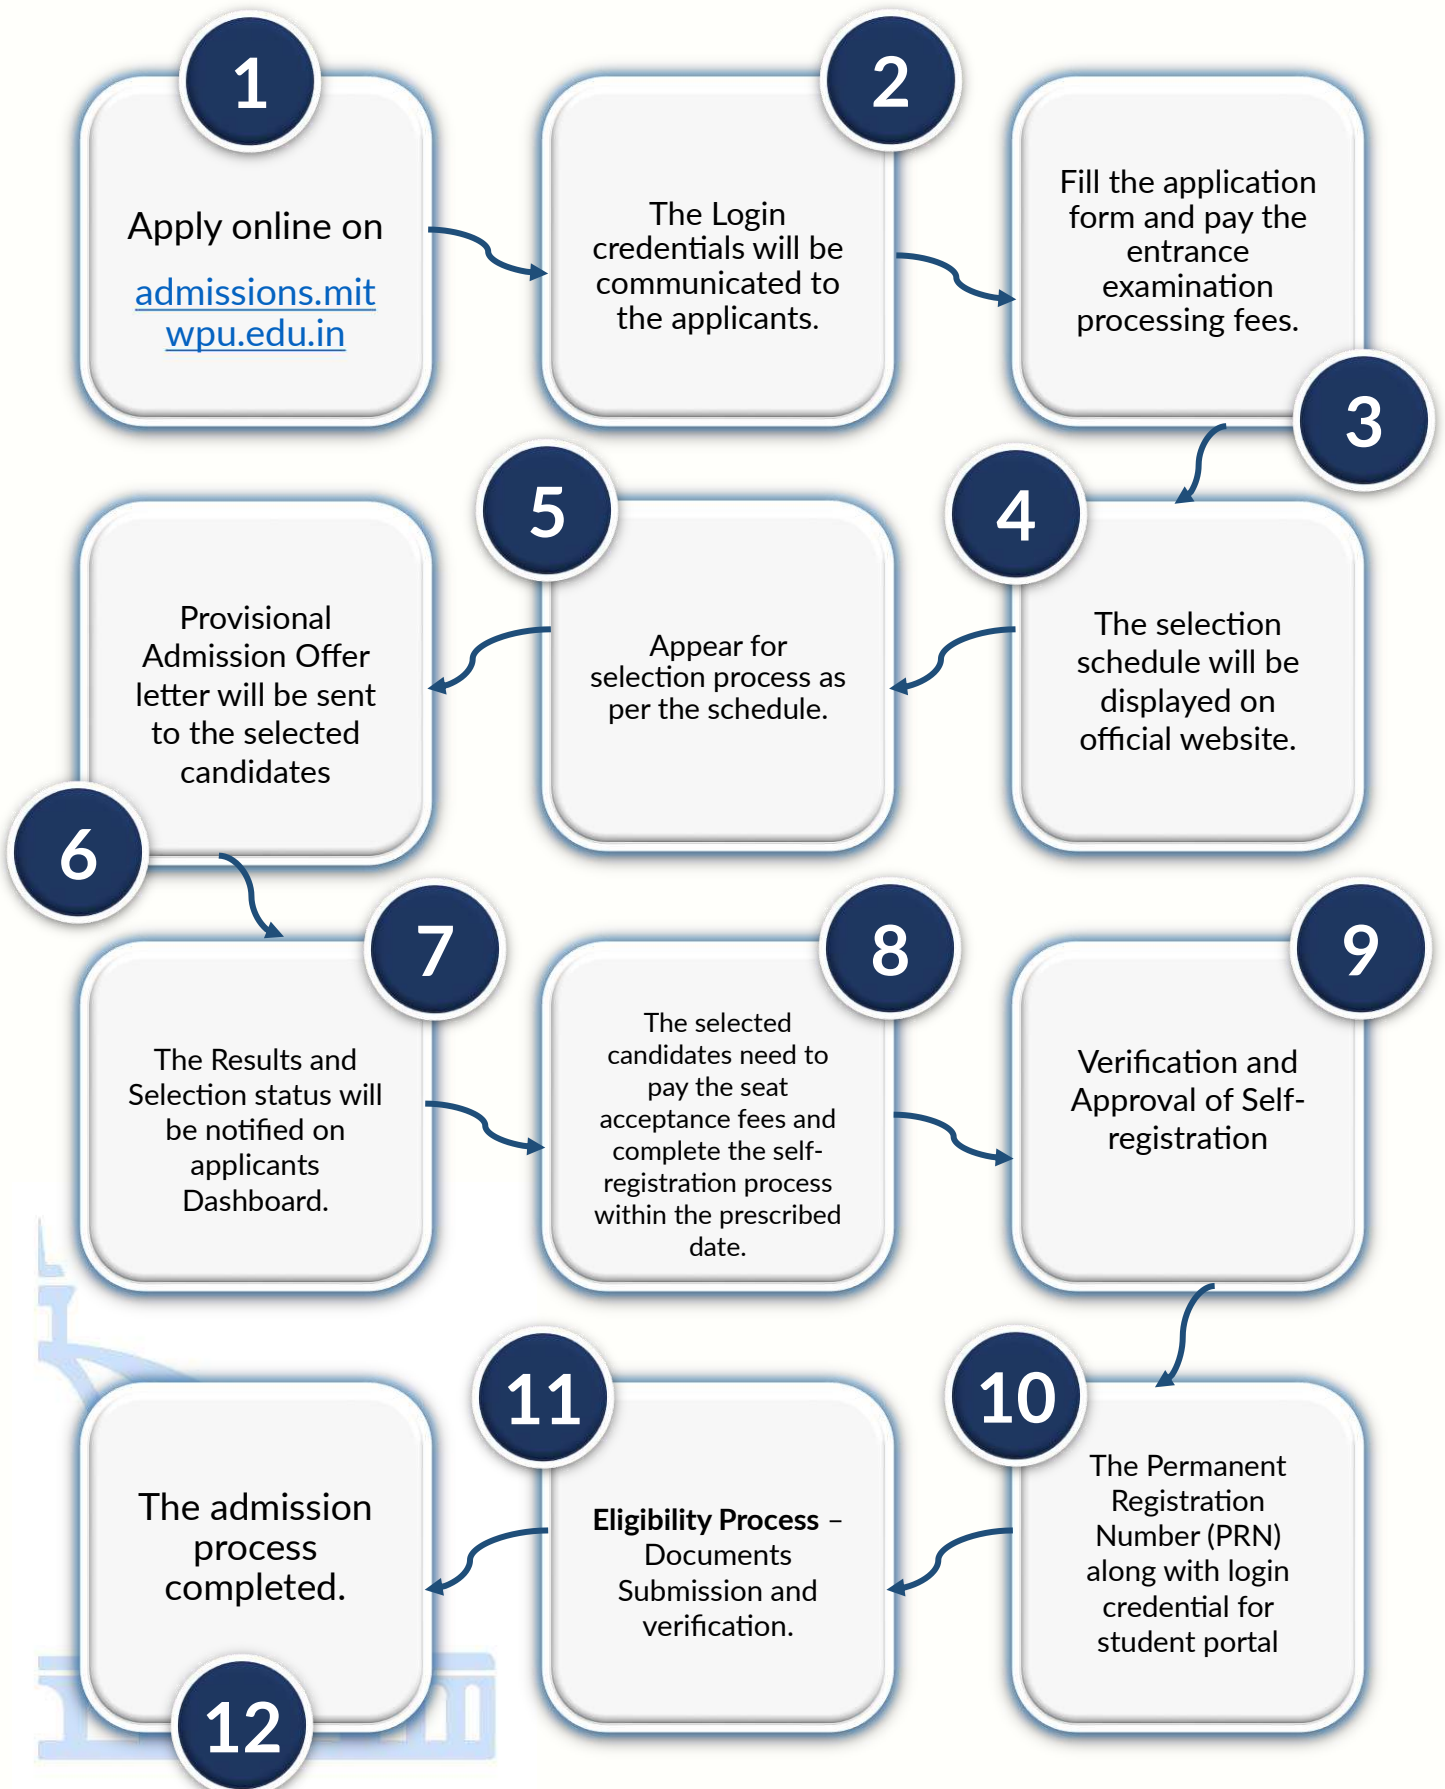 1
Apply online on
admissions.mit
wpu.edu.in
2
The Login
credentials will be
communicated to
the applicants.
3
Fill the application
form and pay the
entrance
examination
processing fees.
4
The selection
schedule will be
displayed on
official website.
5
Appear for
selection process as
per the schedule.
6
Provisional
Admission Offer
letter will be sent
to the selected
candidates
7
The Results and
Selection status will
be notified on
applicants
Dashboard.
8
The selected
candidates need to
pay the seat
acceptance fees and
complete the self-
registration process
within the prescribed
date.
9
Verification and
Approval of Self-
registration
10
The Permanent
Registration
Number (PRN)
along with login
credential for
student portal
11
Eligibility Process –
Documents
Submission and
verification.
12
The admission
process
completed.